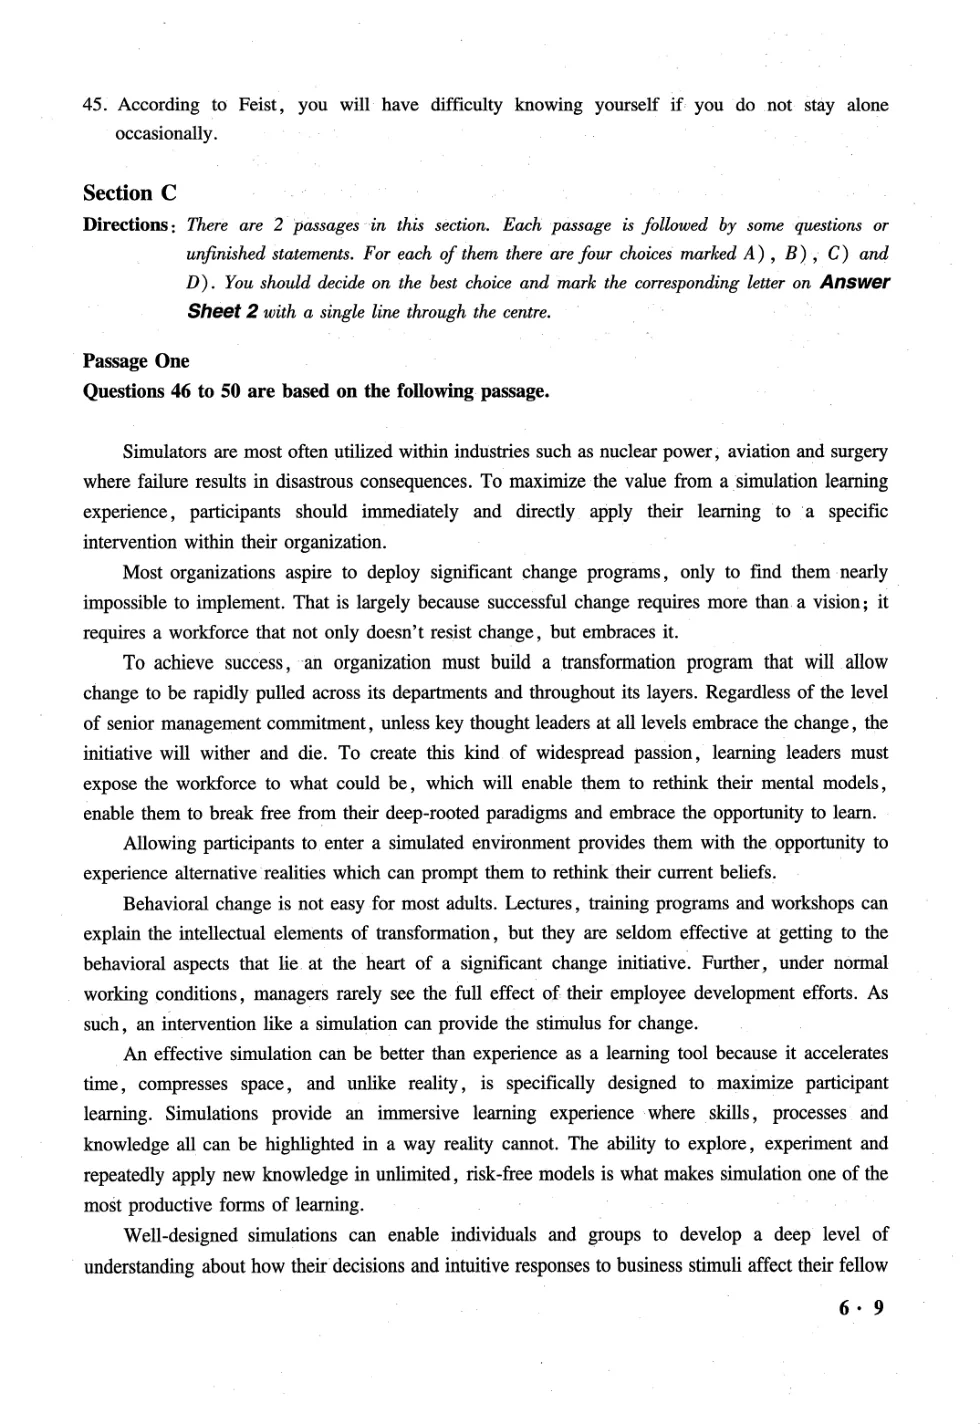 45. According to Feist, you will have difficulty knowing yourself if you do not stay alone
occasionally.
Section C
Directions: There are 2 passages in this section. Each passage is followed by some questions or
unfinished statements. For each of them there are four choices marked A), B), C) and
D). You should decide on the best choice and mark the corresponding letter on Answer
Sheet 2 with a single line through the centre.
Passage One
Questions 46 to 50 are based on the following passage.
Simulators are most often utilized within industries such as nuclear power, aviation and surgery
where failure results in disastrous consequences. To maximize the value from a simulation learning
experience, participants should immediately and directly apply their learning to a specific
intervention within their organization.
Most organizations aspire to deploy significant change programs, only to find them nearly
impossible to implement. That is largely because successful change requires more than a vision; it
requires a workforce that not only doesn't resist change, but embraces it.
To achieve success, an organization must build a transformation program that will allow
change to be rapidly pulled across its departments and throughout its layers. Regardless of the level
of senior management commitment, unless key thought leaders at all levels embrace the change, the
initiative will wither and die. To create this kind of widespread passion, learning leaders must
expose the workforce to what could be, which will enable them to rethink their mental models,
enable them to break free from their deep-rooted paradigms and embrace the opportunity to learn.
Allowing participants to enter a simulated environment provides them with the opportunity to
experience alternative realities which can prompt them to rethink their current beliefs.
Behavioral change is not easy for most adults. Lectures, training programs and workshops can
explain the intellectual elements of transformation, but they are seldom effective at getting to the
behavioral aspects that lie at the heart of a significant change initiative. Further, under normal
working conditions, managers rarely see the full effect of their employee development efforts. As
such, an intervention like a simulation can provide the stimulus for change.
An effective simulation can be better than experience as a learning tool because it accelerates
time, compresses space, and unlike reality, is specifically designed to maximize participant
learning. Simulations provide an immersive learning experience where skills, processes and
knowledge all can be highlighted in a way reality cannot. The ability to explore, experiment and
repeatedly apply new knowledge in unlimited, risk-free models is what makes simulation one of the
most productive forms of learning.
Well-designed simulations can enable individuals and groups to develop a deep level of
understanding about how their decisions and intuitive responses to business stimuli affect their fellow
6· 9